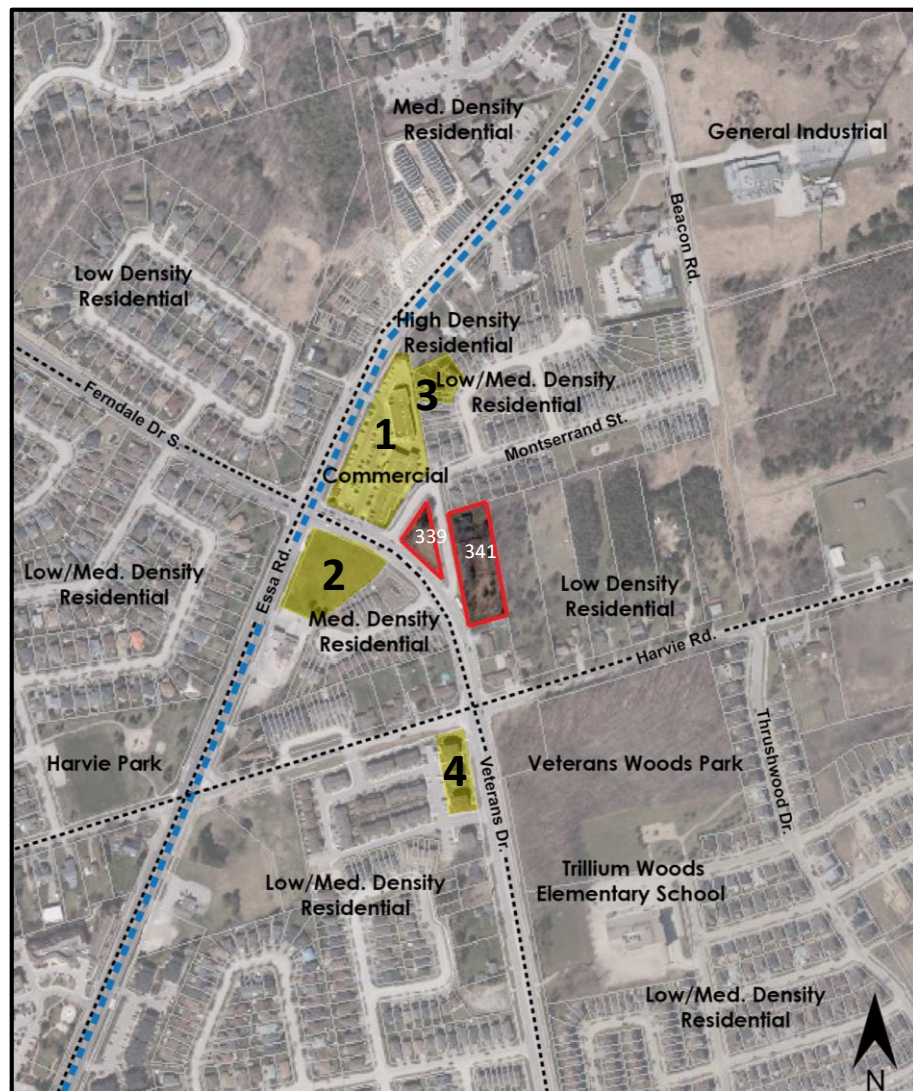 Med. Density
Residential
General Industrial
Beacon Rd.
Low Density
Residential
High Density
Residential
3
Low/Med. Density
Residential
Ferndale Dr S.
1
Montserrand St.
Commercial
339
341
Essa Rd.
2
Low/Med. Density
Residential
Low Density
Residential
Med. Density
Residential
Harvie Rd.
Harvie Park
4
Veterans Dr.
Veterans Woods Park
Thrushwood Dr.
Trillium Woods
Elementary School
Low/Med. Density
Residential
Low/Med. Density
Residential
N